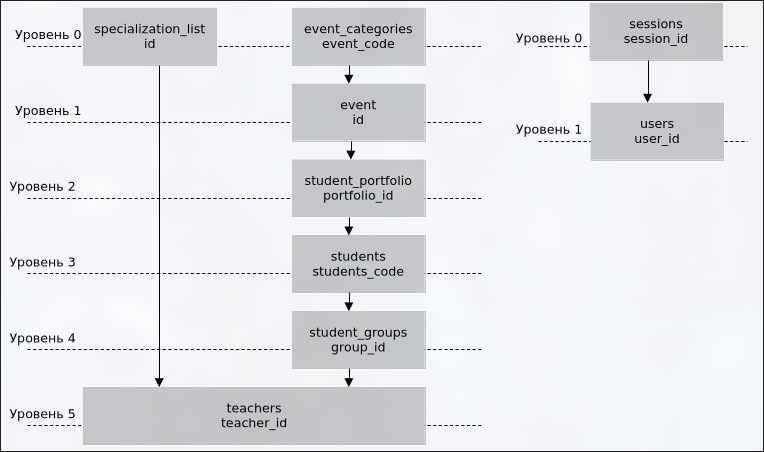 Уровень 0
specialization_list
id
event_categories
event_code
Уровень 1
event
id
Уровень 2
student_portfolio
portfolio_id
Уровень 3
students
students_code
Уровень 4
student_groups
group_id
Уровень 5
teachers
teacher_id
Уровень 0
sessions
session_id
Уровень 1
users
user_id